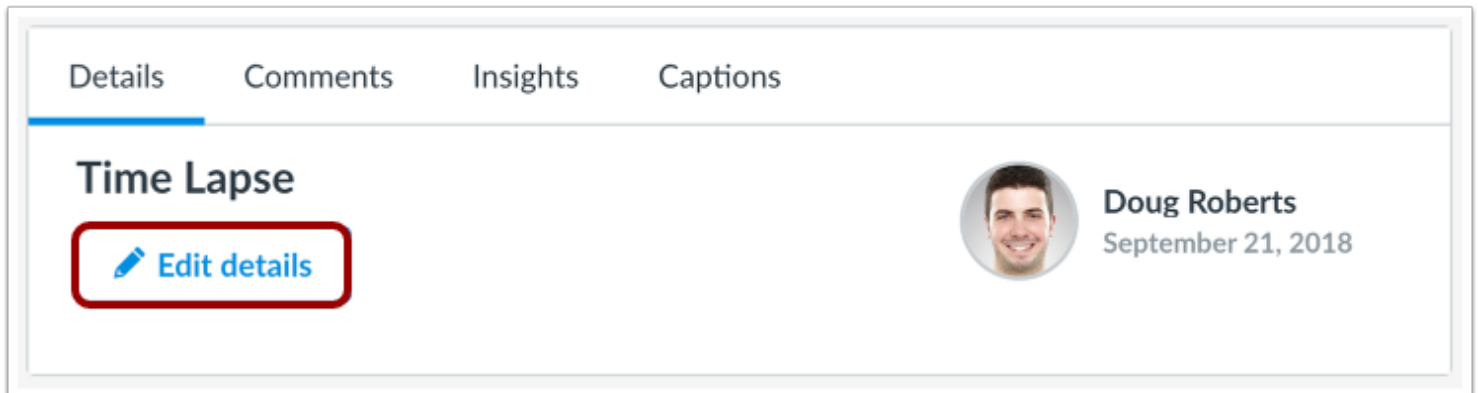 Details Comments Insights Captions
Time Lapse
Edit details
Doug Roberts
September 21, 2018